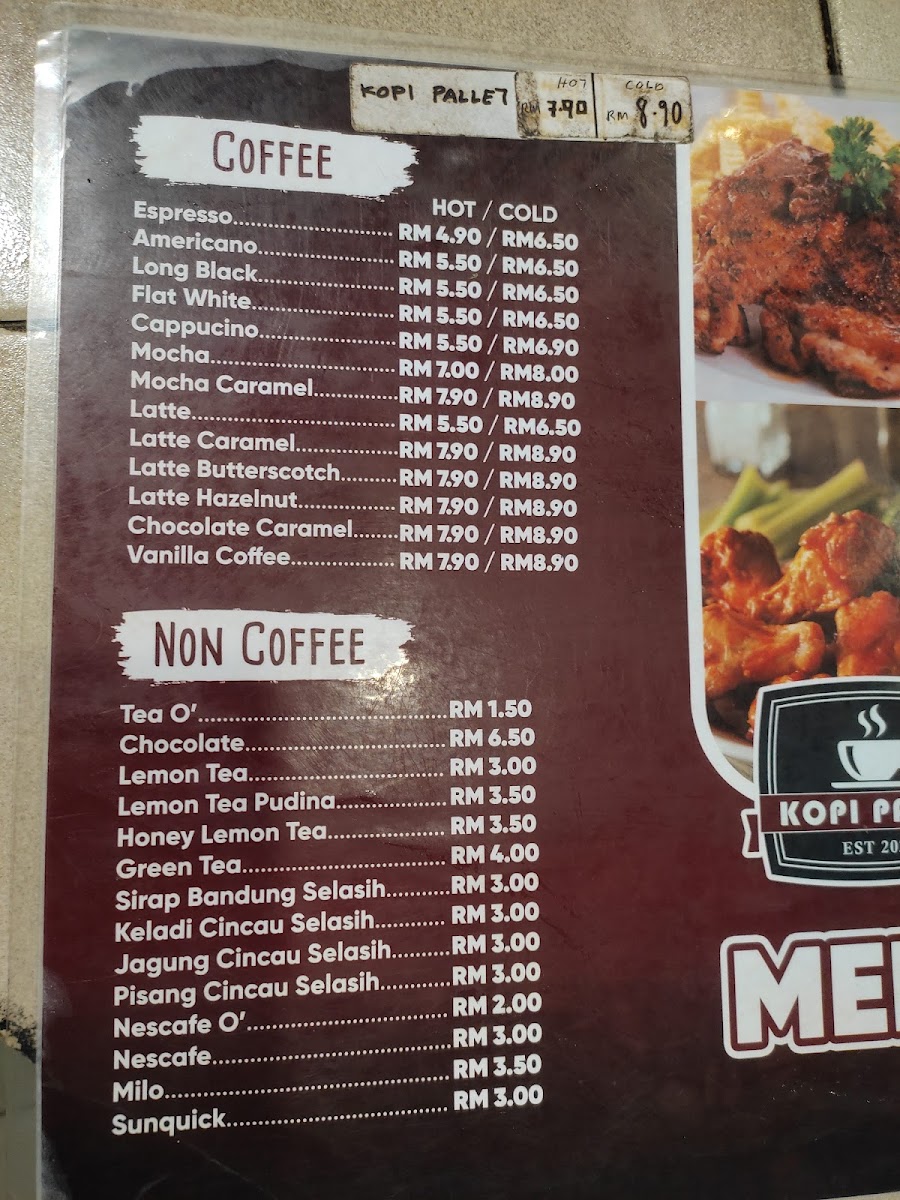 KOPI PALLET HOT RM 7.90 COLD RM 8.90
COFFEE
HOT / COLD
Espresso RM 4.90 / RM6.50
Americano RM 5.50 / RM6.50
Long Black RM 5.50 / RM6.50
Flat White RM 5.50 / RM6.50
Cappucino RM 5.50 / RM6.90
Mocha RM 7.00 / RM8.00
Mocha Caramel RM 7.90 / RM8.90
Latte RM 5.50 / RM6.50
Latte Caramel RM 7.90 / RM8.90
Latte Butterscotch RM 7.90 / RM8.90
Latte Hazelnut RM 7.90 / RM8.90
Chocolate Caramel RM 7.90 / RM8.90
Vanilla Coffee RM 7.90 / RM8.90
NON COFFEE
Tea O' RM 1.50
Chocolate RM 6.50
Lemon Tea RM 3.00
Lemon Tea Pudina RM 3.50
Honey Lemon Tea RM 3.50
Green Tea RM 4.00
Sirap Bandung Selasih RM 3.00
Keladi Cincau Selasih RM 3.00
Jagung Cincau Selasih RM 3.00
Pisang Cincau Selasih RM 3.00
Nescafe O' RM 2.00
Nescafe RM 3.00
Milo RM 3.50
Sunquick RM 3.00
KOPI
EST